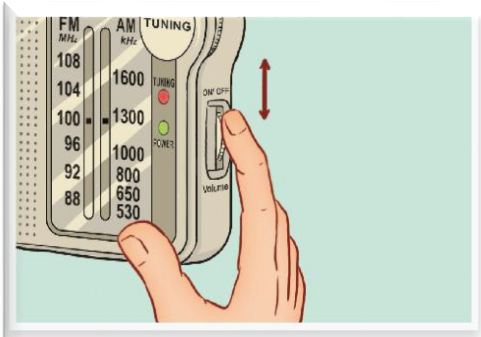 FM AM TUNING
MHz kHz
108
1600 TUNING
104
ON/ OFF
100 1300
96 POWER
1000
92 800
Volume
650
88 530